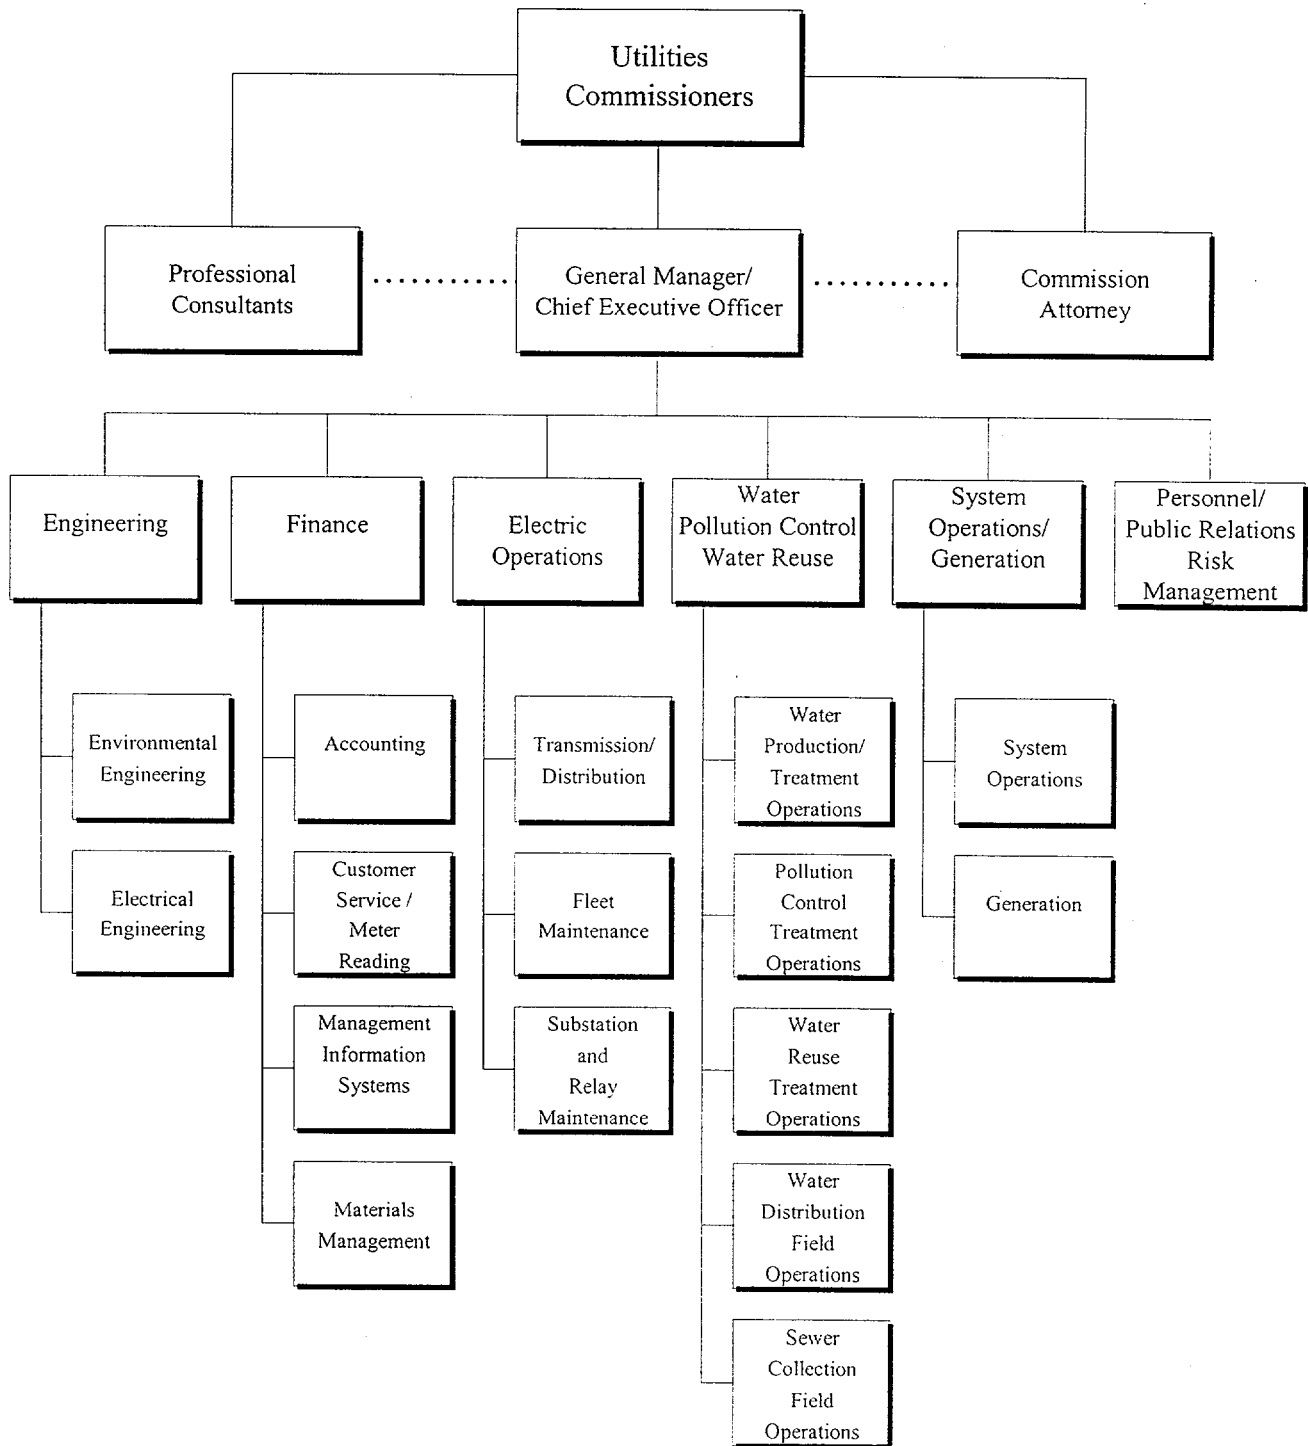 Utilities
Commissioners
Professional
Consultants
General Manager/
Chief Executive Officer
Commission
Attorney
Engineering
Finance
Electric
Operations
Water
Pollution Control
Water Reuse
System
Operations/
Generation
Personnel/
Public Relations
Risk
Management
Environmental
Engineering
Electrical
Engineering
Accounting
Customer
Service /
Meter
Reading
Management
Information
Systems
Materials
Management
Transmission/
Distribution
Fleet
Maintenance
Substation
and
Relay
Maintenance
Water
Production/
Treatment
Operations
Pollution
Control
Treatment
Operations
Water
Reuse
Treatment
Operations
Water
Distribution
Field
Operations
Sewer
Collection
Field
Operations
System
Operations
Generation